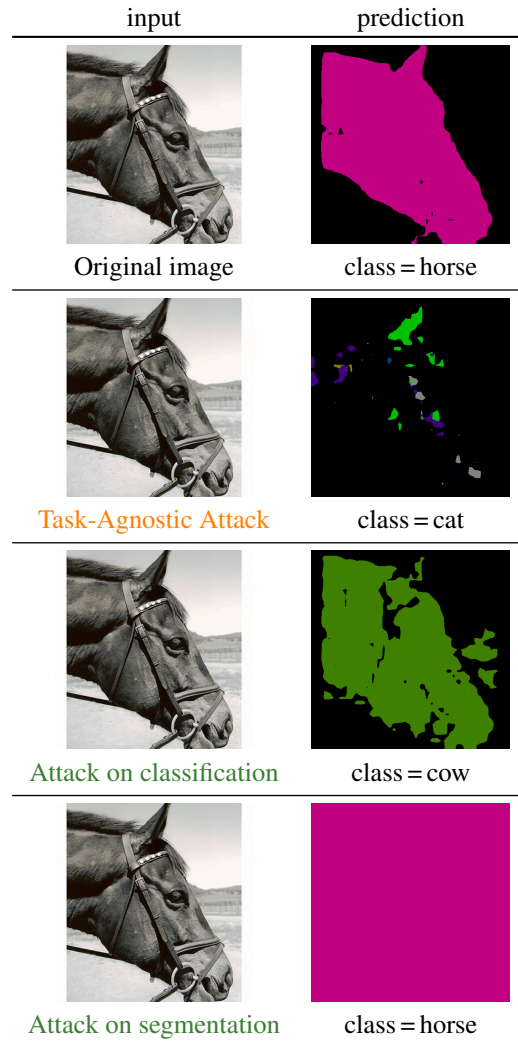 input prediction
Original image class = horse
Task-Agnostic Attack class = cat
Attack on classification class = cow
Attack on segmentation class = horse